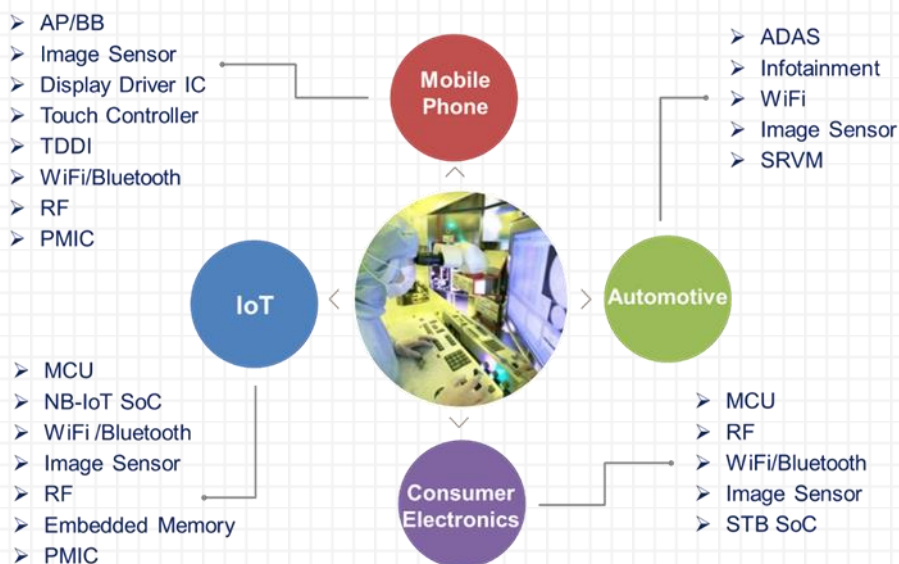 AP/BB
Image Sensor
Display Driver IC
Touch Controller
TDDI
WiFi/Bluetooth
RF
PMIC
Mobile
Phone
ADAS
Infotainment
WiFi
Image Sensor
SRVM
IoT
Automotive
MCU
NB-IoT SoC
WiFi /Bluetooth
Image Sensor
RF
Embedded Memory
PMIC
Consumer
Electronics
MCU
RF
WiFi/Bluetooth
Image Sensor
STB SoC